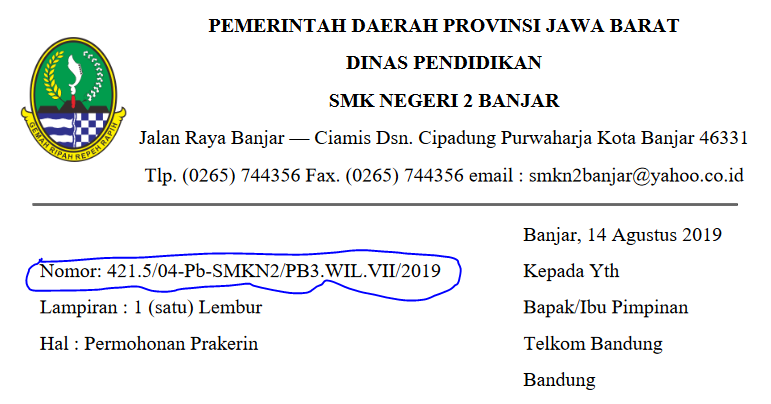 PEMERINTAH DAERAH PROVINSI JAWA BARAT
DINAS PENDIDIKAN
SMK NEGERI 2 BANJAR
Jalan Raya Banjar — Ciamis Dsn. Cipadung Purwaharja Kota Banjar 46331
Tlp. (0265) 744356 Fax. (0265) 744356 email : smkn2banjar@yahoo.co.id
GEMAH RIPAH REPEH RAPIH
Banjar, 14 Agustus 2019
Nomor: 421.5/04-Pb-SMKN2/PB3.WIL.VII/2019
Kepada Yth
Lampiran : 1 (satu) Lembur
Bapak/Ibu Pimpinan
Hal : Permohonan Prakerin
Telkom Bandung
Bandung